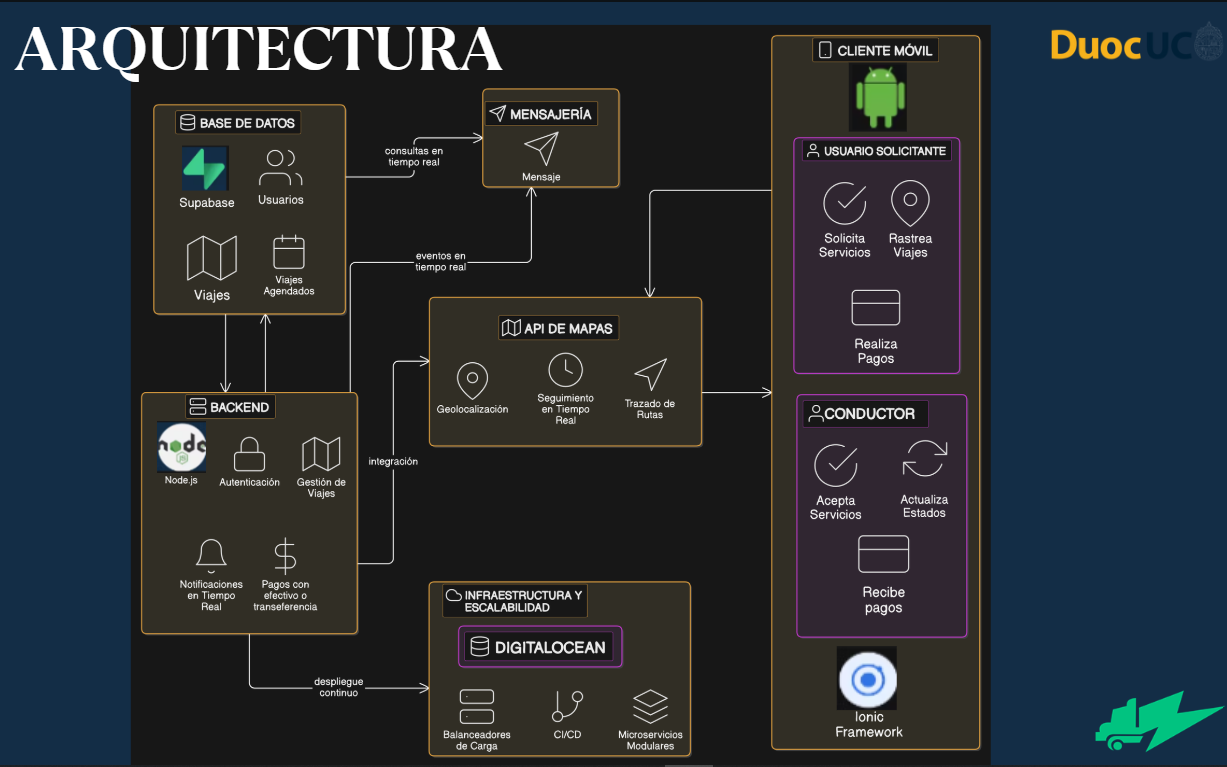 ARQUITECTURA
DuocUC
BASE DE DATOS
Supabase
Usuarios
Viajes
Viajes
Agendados
consultas en
tiempo real
MENSAJERÍA
Mensaje
eventos en
tiempo real
BACKEND
node
JS
Node.js
Autenticación
Gestión de
Viajes
Notificaciones
en Tiempo
Real
Pagos con
efectivo o
transeferencia
integración
API DE MAPAS
Geolocalización
Seguimiento
en Tiempo
Real
Trazado de
Rutas
despliegue
continuo
INFRAESTRUCTURA Y
ESCALABILIDAD
DIGITALOCEAN
Balanceadores
de Carga
CI/CD
Microservicios
Modulares
CLIENTE MÓVIL
USUARIO SOLICITANTE
Solicita
Servicios
Rastrea
Viajes
Realiza
Pagos
CONDUCTOR
Acepta
Servicios
Actualiza
Estados
Recibe
pagos
Ionic
Framework